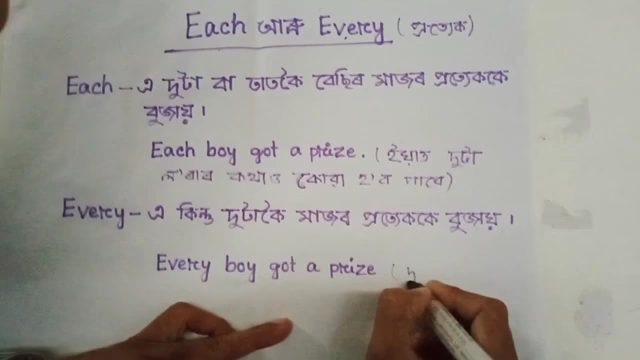 Each আৰু Every (প্ৰত্যেক)
Each – এ দুটা বা তাতকৈ বেছিৰ মাজৰ প্ৰত্যেককে
বুজায়।
Each boy got a prize. (ইয়াত দুটা
ল'ৰাৰ কথাও কোৱা হ'ব পাৰে)
Every – এ কিন্তু দুটাতকৈ মাজৰ প্ৰত্যেককে বুজায়।
Every boy got a prize (